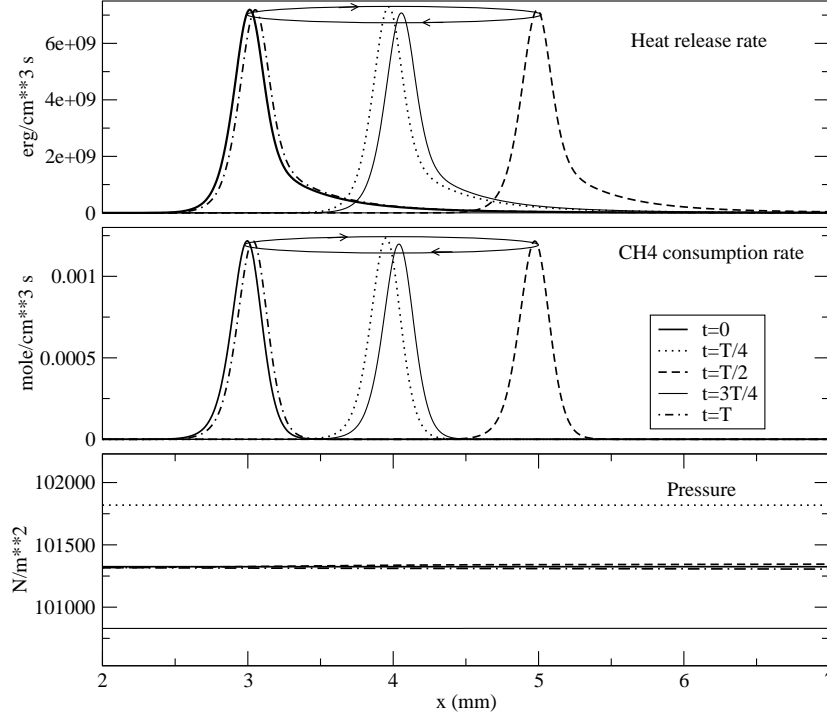 6e+09
4e+09
2e+09
0
erg/cm**3 s
Heat release rate
0.001
0.0005
0
mole/cm**3 s
CH4 consumption rate
t=0
t=T/4
t=T/2
t=3T/4
t=T
102000
101500
101000
N/m**2
Pressure
2 3 4 5 6 7
x (mm)